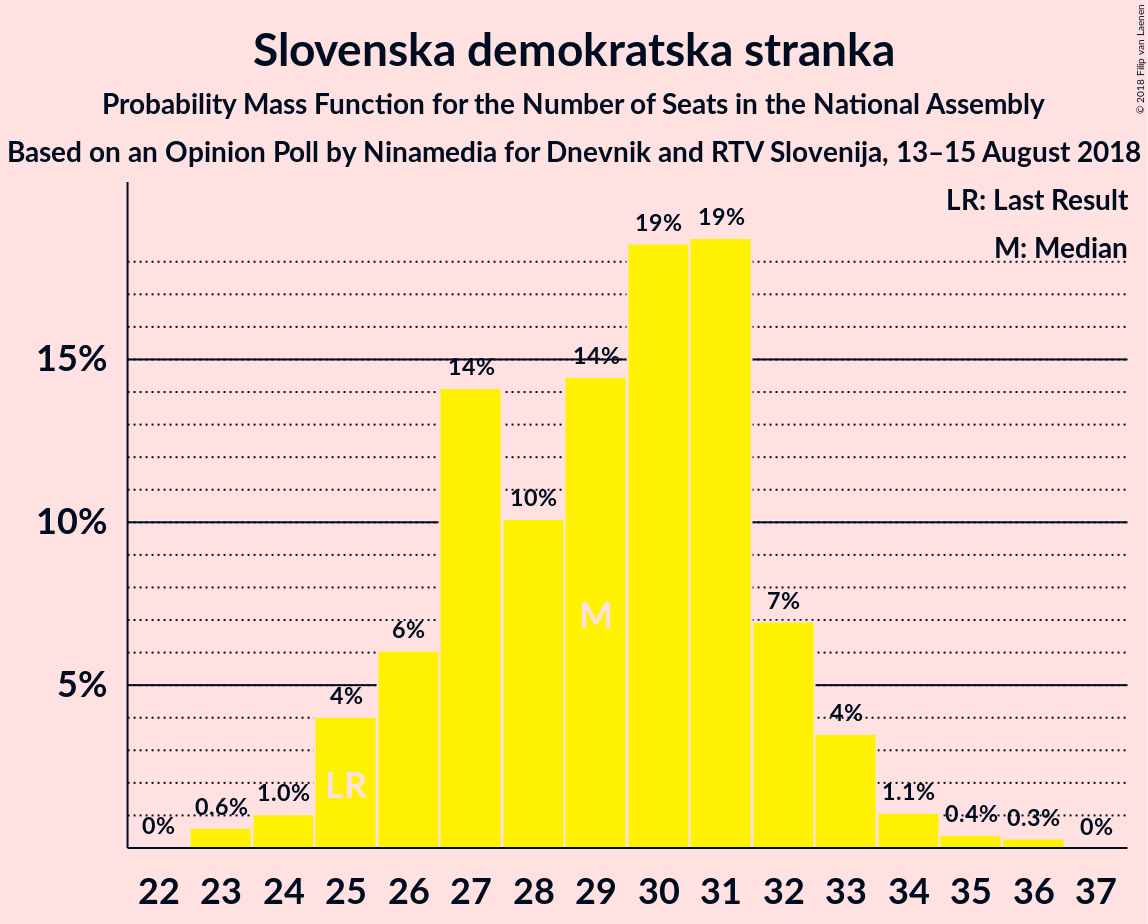 Slovenska demokratska stranka
Probability Mass Function for the Number of Seats in the National Assembly
Based on an Opinion Poll by Ninamedia for Dnevnik and RTV Slovenija, 13–15 August 2018
© 2018 Filip van Laenen
LR: Last Result
M: Median
15%
10%
5%
0%
0.6%
1.0%
4%
6%
14%
10%
14%
19%
19%
7%
4%
1.1%
0.4%
0.3%
0%
LR
M
22 23 24 25 26 27 28 29 30 31 32 33 34 35 36 37